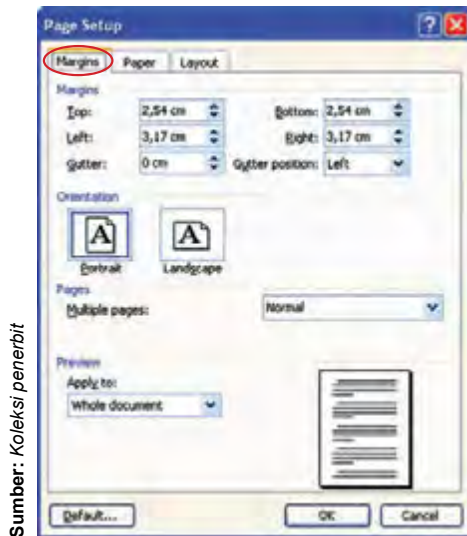 Page Setup
Margins Paper Layout
Margins
Top: 2,54 cm Bottom: 2,54 cm
Left: 3,17 cm Right: 3,17 cm
Gutter: 0 cm Gutter position: Left
Orientation
A A
Portrait Landscape
Pages
Multiple pages: Normal
Preview
Apply to:
Whole document
Default... OK Cancel
Sumber: Koleksi penerbit